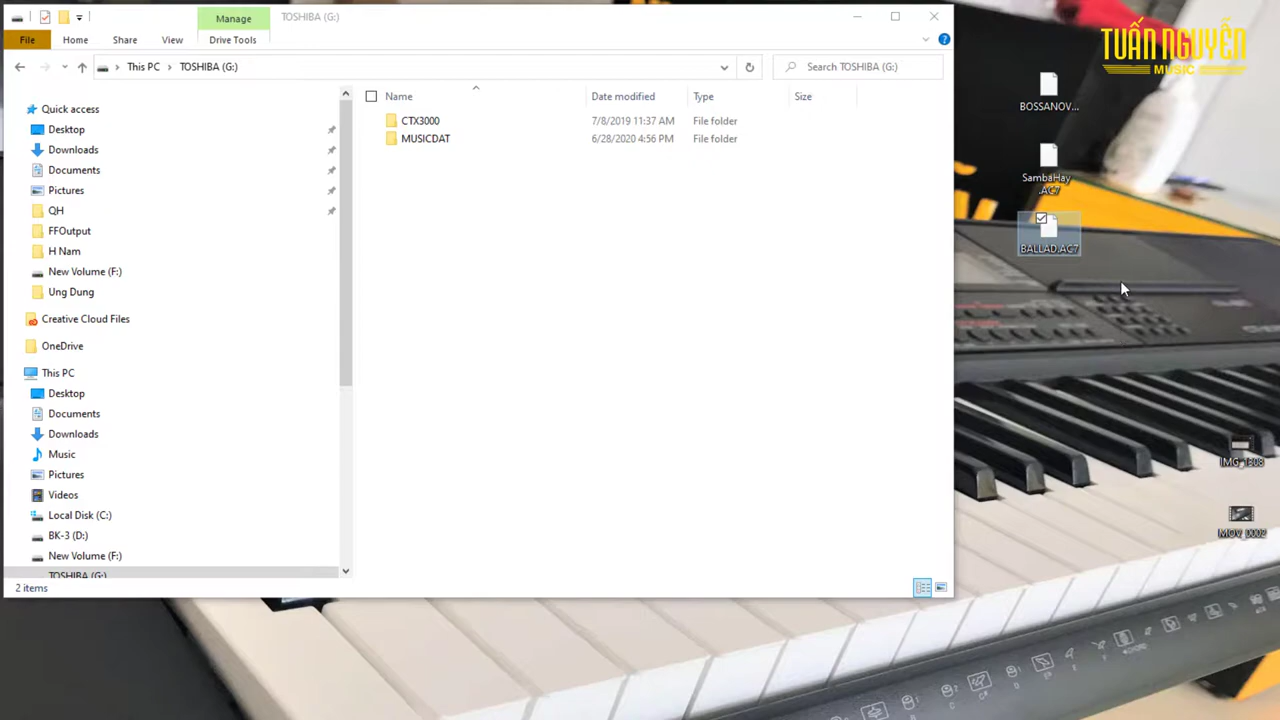 Manage
TOSHIBA (G:)
File
Home
Share
View
Drive Tools
This PC
TOSHIBA (G:)
Search TOSHIBA (G:)
Name
Date modified
Type
Size
CTX3000
7/8/2019 11:37 AM
File folder
MUSICDAT
6/28/2020 4:56 PM
File folder
Quick access
Desktop
Downloads
Documents
Pictures
QH
FFOutput
H Nam
New Volume (F:)
Ung Dung
Creative Cloud Files
OneDrive
This PC
Desktop
Documents
Downloads
Music
Pictures
Videos
Local Disk (C:)
BK-3 (D:)
New Volume (F:)
TOSHIBA (G:)
2 items
TUẤN NGUYỄN
MUSIC
BOSSANOV...
SambaHay
.AC7
BALLAD.AC7
IMG_1808
MOV_0002